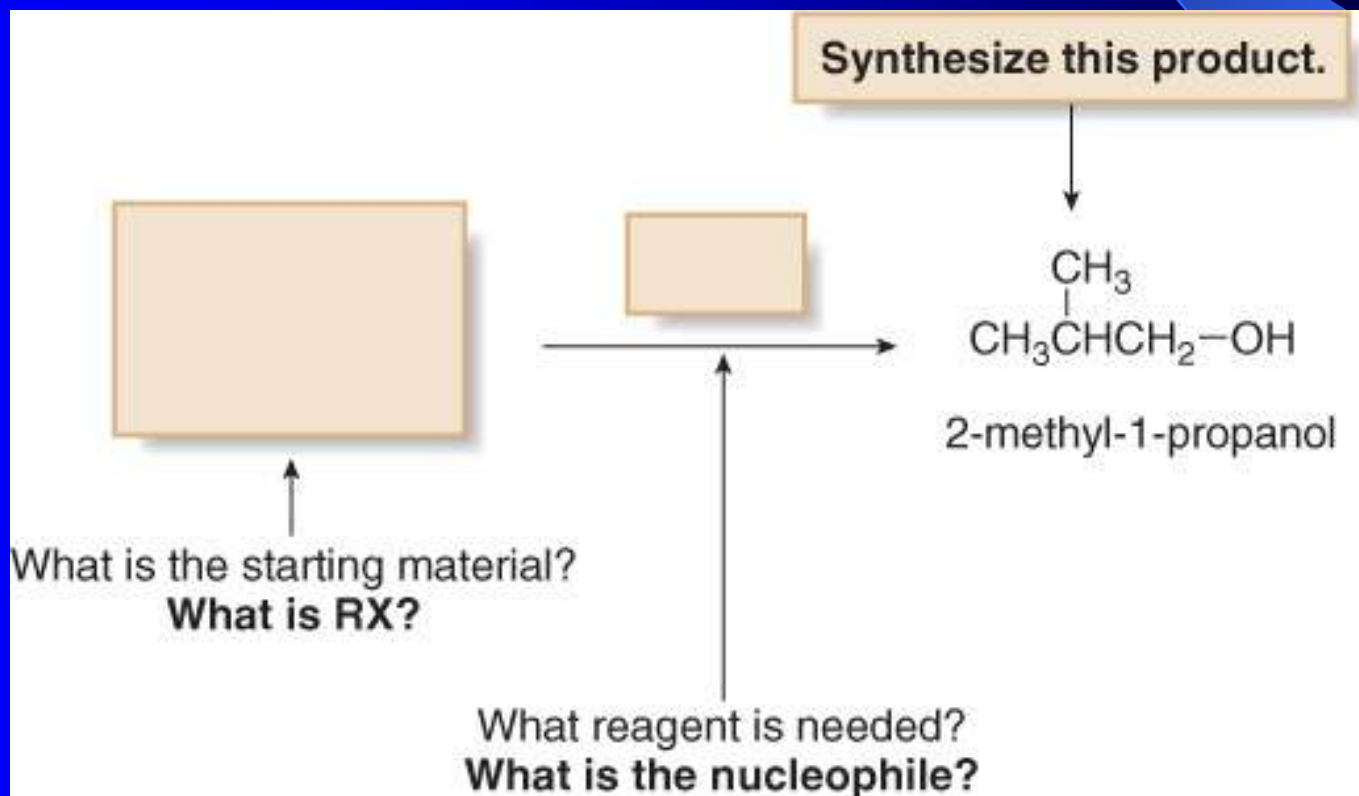 Synthesize this product.
CH₃
CH₃CHCH₂—OH
2-methyl-1-propanol
What is the starting material?
What is RX?
What reagent is needed?
What is the nucleophile?